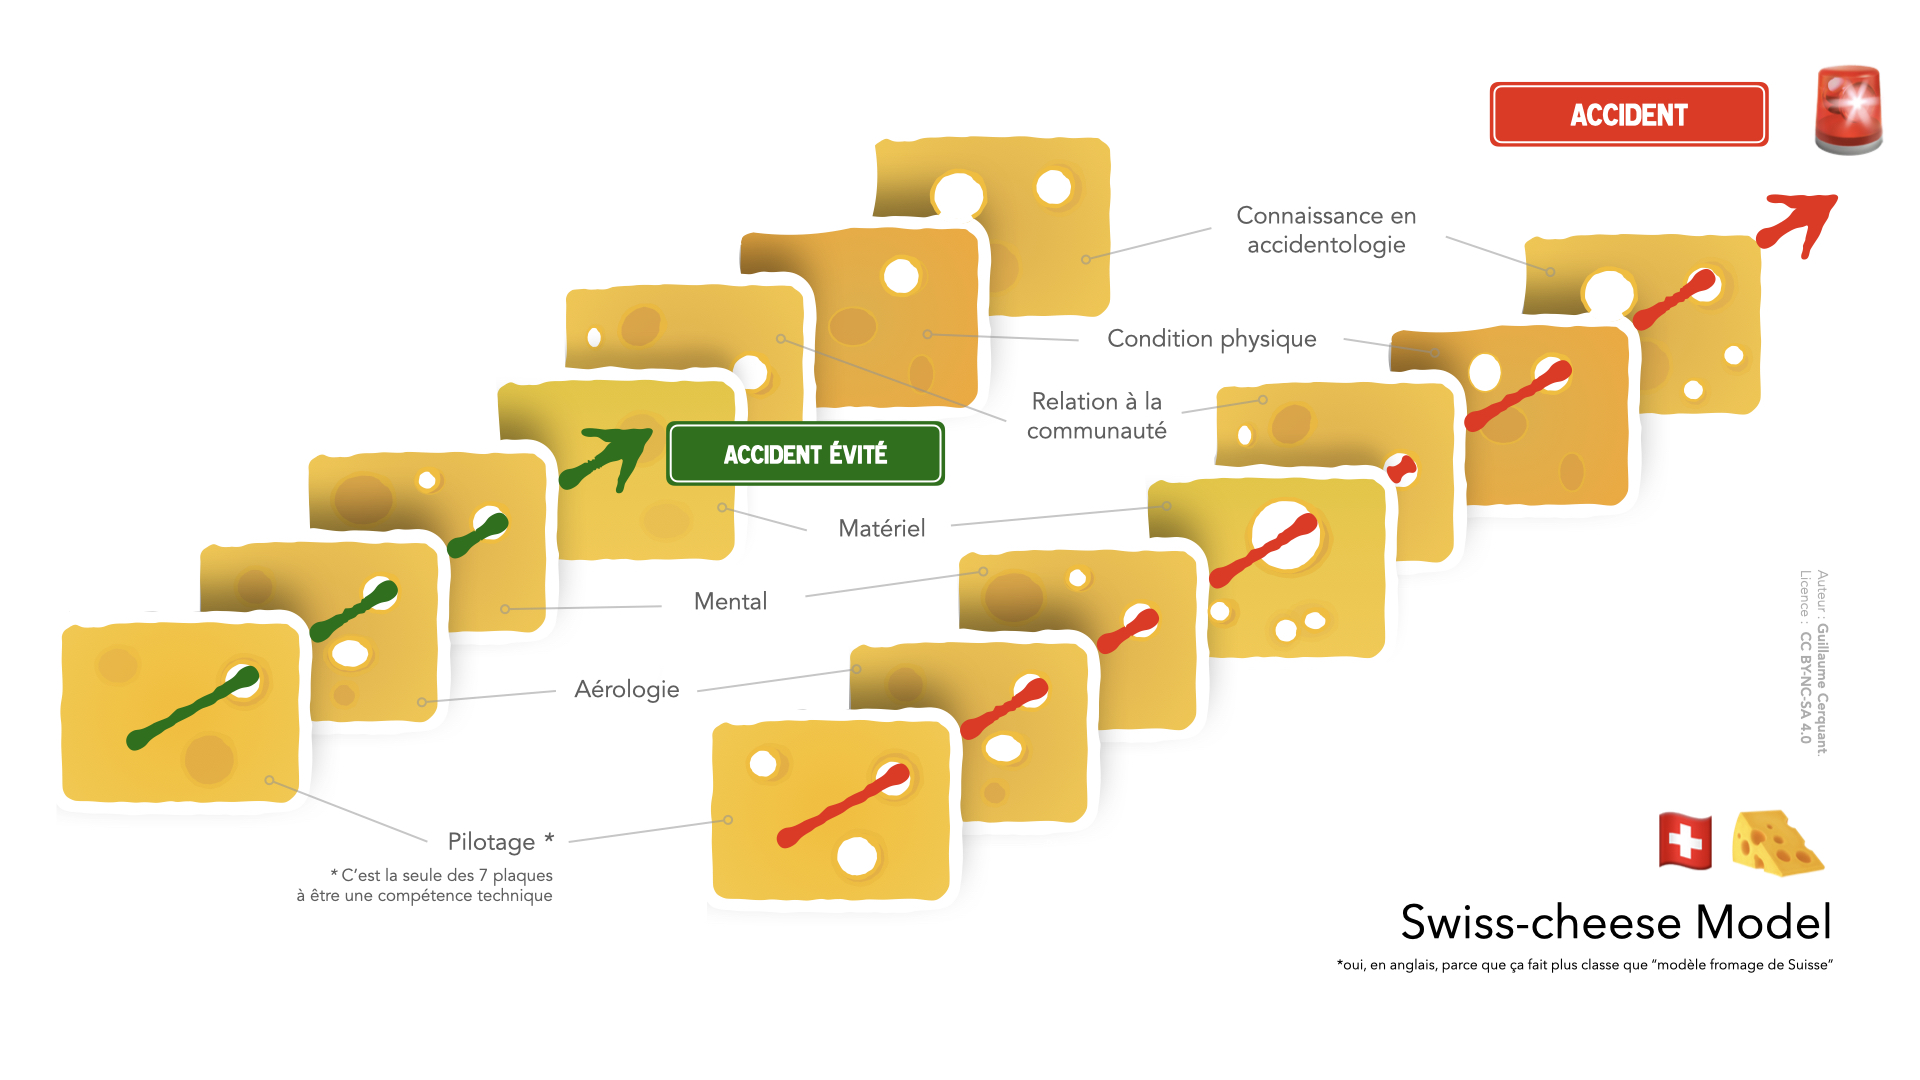 ACCIDENT
Connaissance en
accidentologie
Condition physique
Relation à la
communauté
ACCIDENT ÉVITÉ
Matériel
Mental
Aérologie
Pilotage *
* C’est la seule des 7 plaques
à être une compétence technique
Auteur : Guillaume Cerquant.
Licence : CC BY-NC-SA 4.0
Swiss-cheese Model
*oui, en anglais, parce que ça fait plus classe que “modèle fromage de Suisse”